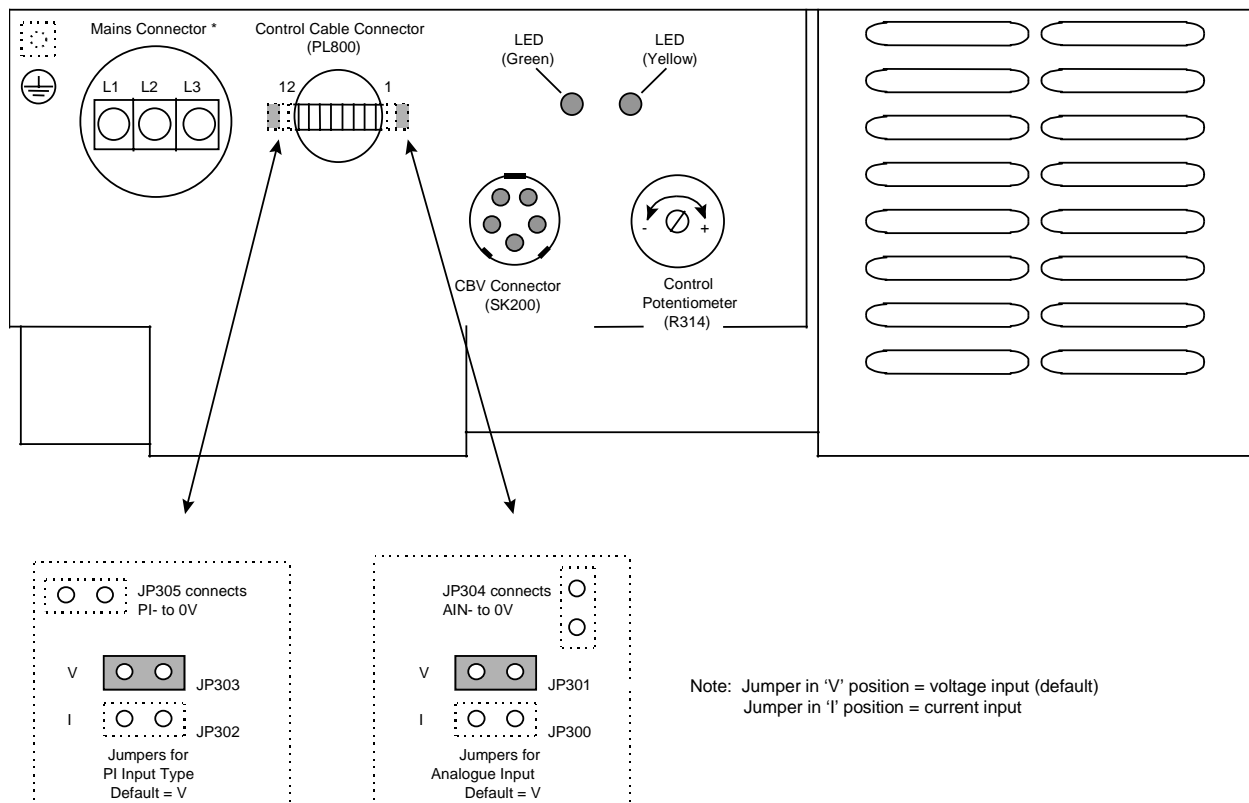 Mains Connector *
Control Cable Connector
(PL800)
LED
(Green)
LED
(Yellow)
L1 L2 L3
12
1
CBV Connector
(SK200)
- +
Control
Potentiometer
(R314)
JP305 connects
PI- to 0V
V
JP303
I
JP302
Jumpers for
PI Input Type
Default = V
JP304 connects
AIN- to 0V
V
JP301
I
JP300
Jumpers for
Analogue Input
Default = V
Note: Jumper in ‘V’ position = voltage input (default)
Jumper in ‘I’ position = current input